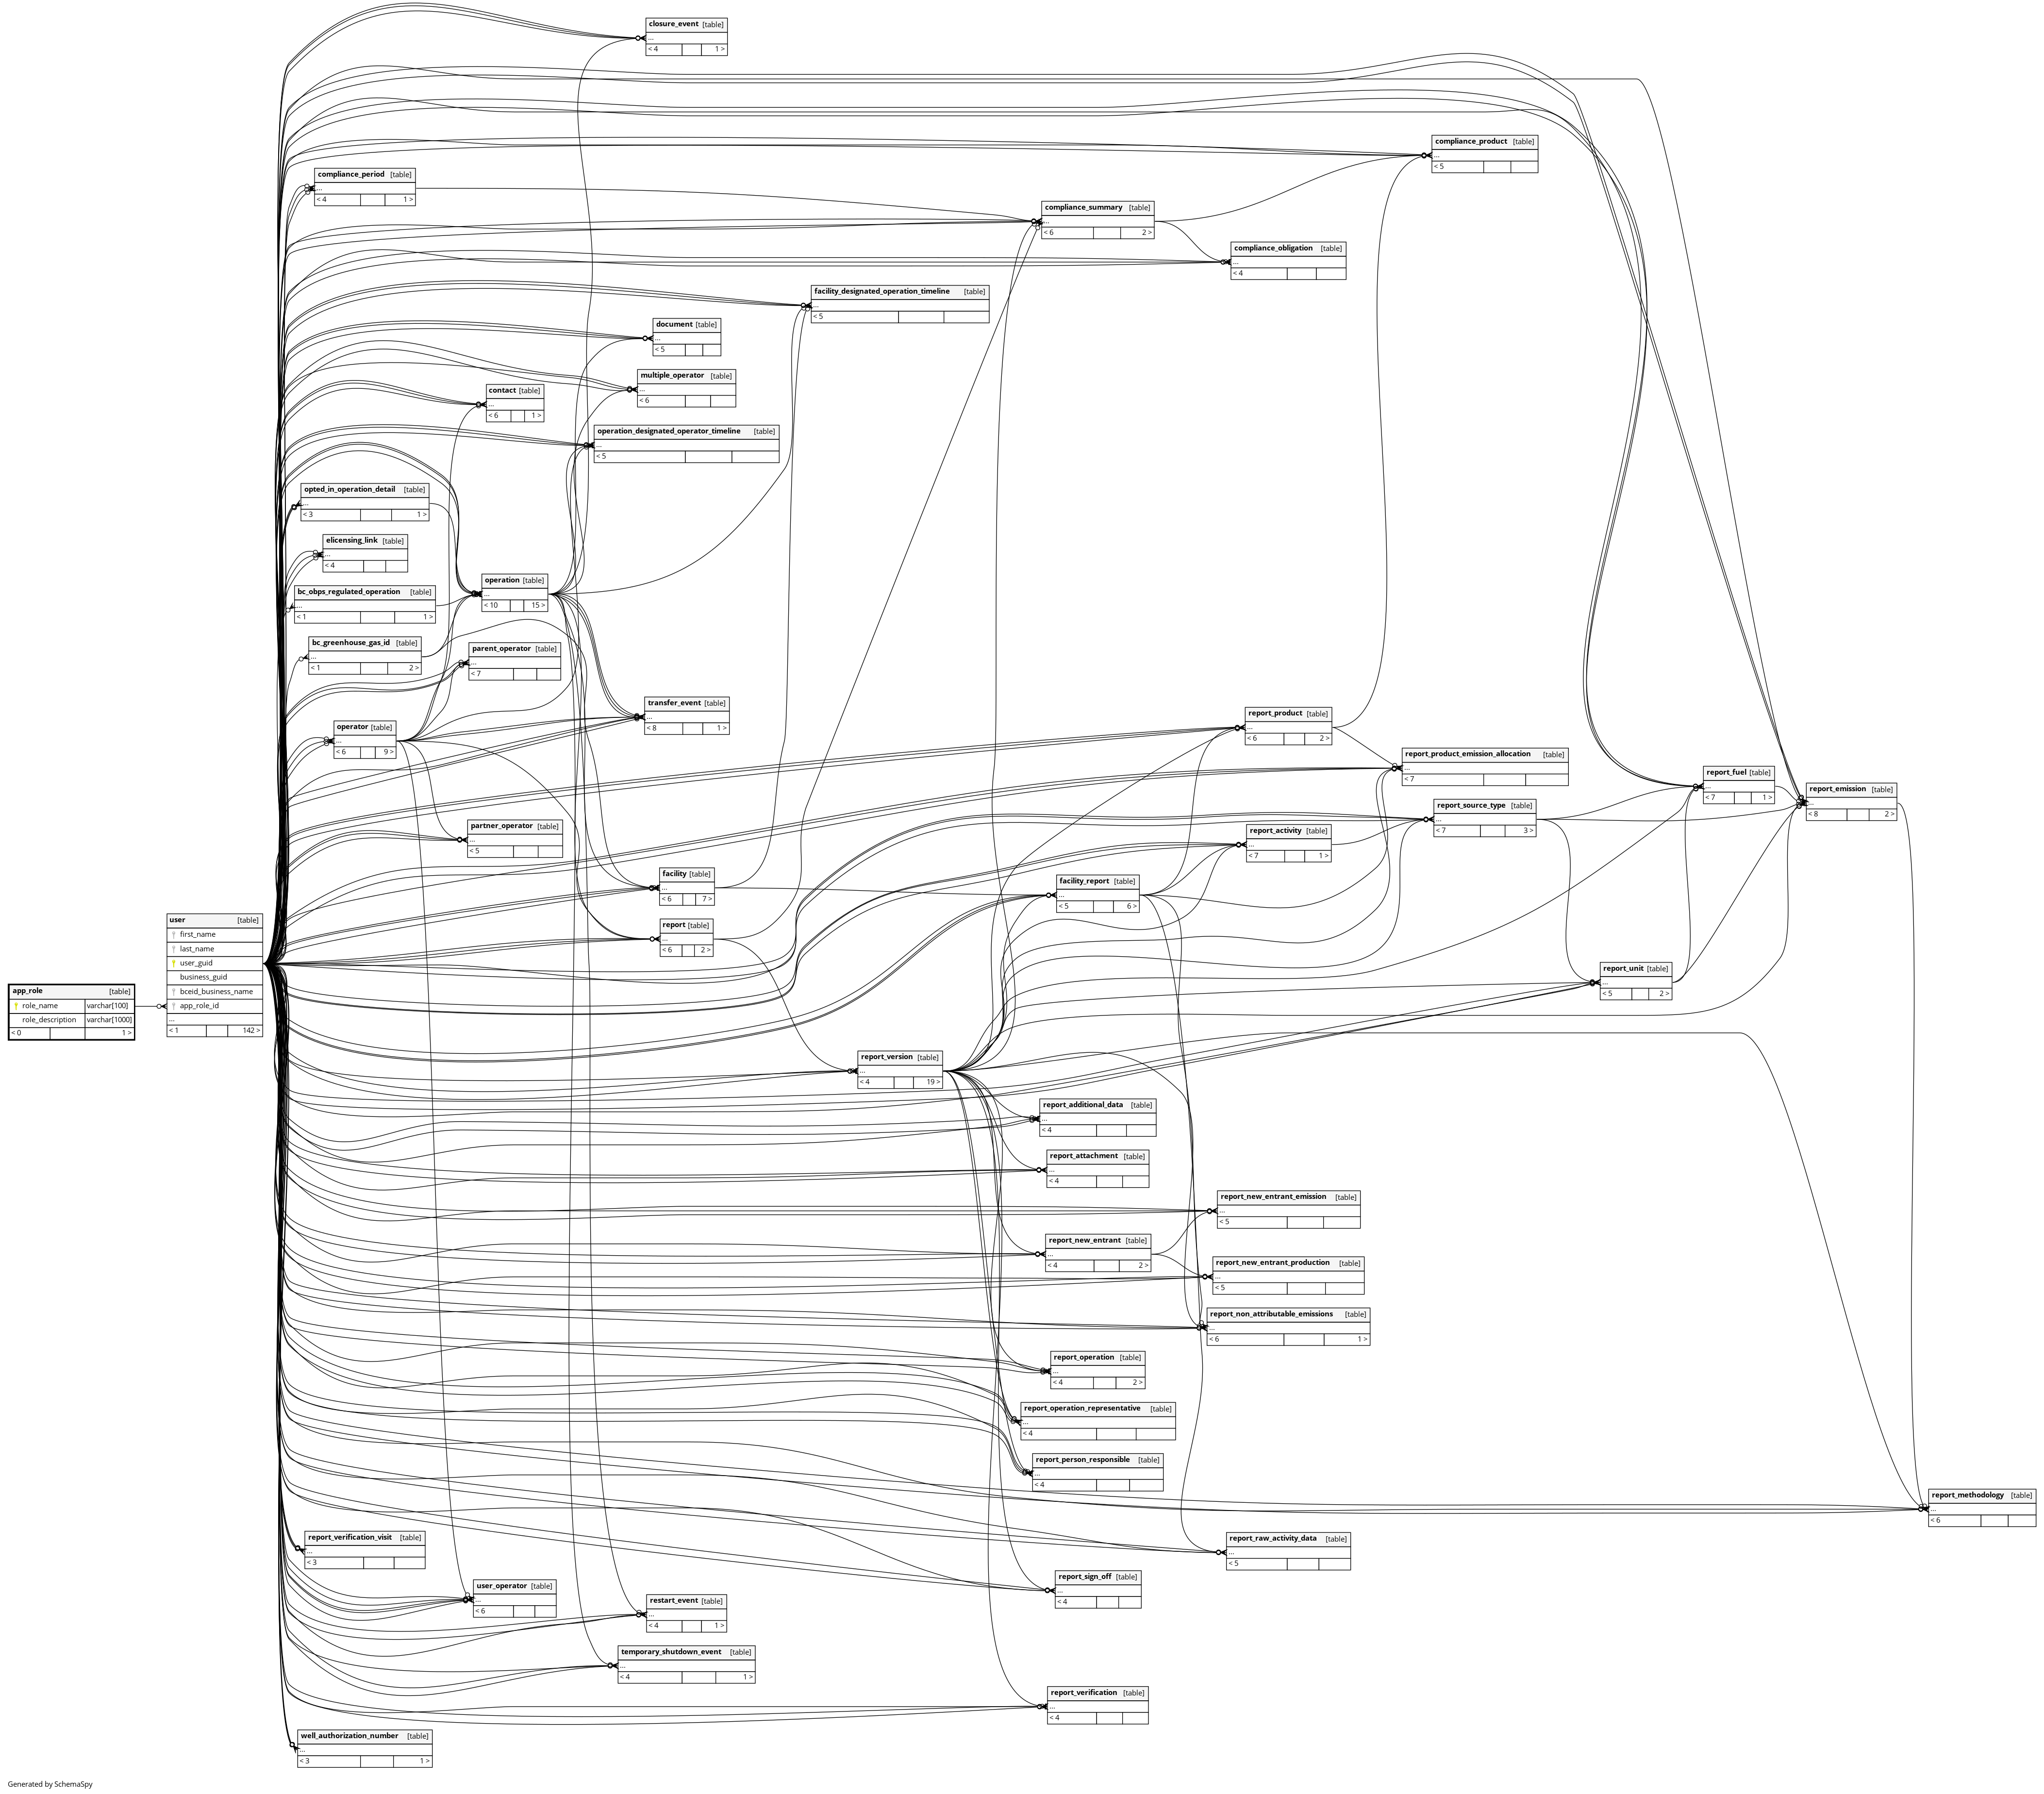 closure_event [table]
...
< 4 1 >
compliance_product [table]
...
< 5
compliance_period [table]
...
< 4 1 >
compliance_summary [table]
...
< 6 2 >
compliance_obligation [table]
...
< 4
facility_designated_operation_timeline [table]
...
< 5
document [table]
...
< 5
multiple_operator [table]
...
< 6
contact [table]
...
< 6 1 >
operation_designated_operator_timeline [table]
...
< 5
opted_in_operation_detail [table]
...
< 3 1 >
elicensing_link [table]
...
< 4
operation [table]
...
< 10 15 >
bc_obps_regulated_operation [table]
...
< 1 1 >
bc_greenhouse_gas_id [table]
...
< 1 2 >
parent_operator [table]
...
< 7
transfer_event [table]
...
< 8 1 >
operator [table]
...
< 6 9 >
report_product [table]
...
< 6 2 >
report_product_emission_allocation [table]
...
< 7
report_fuel [table]
...
< 7 1 >
report_emission [table]
...
< 8 2 >
report_source_type [table]
...
< 7 3 >
partner_operator [table]
...
< 5
report_activity [table]
...
< 7 1 >
facility [table]
...
< 6 7 >
facility_report [table]
...
< 5 6 >
report [table]
...
< 6 2 >
user [table]
first_name
last_name
user_guid
business_guid
bceid_business_name
app_role_id
...
< 1 142 >
report_unit [table]
...
< 5 2 >
app_role [table]
role_name varchar[100]
role_description varchar[1000]
< 0 1 >
report_version [table]
...
< 4 19 >
report_additional_data [table]
...
< 4
report_attachment [table]
...
< 4
report_new_entrant_emission [table]
...
< 5
report_new_entrant [table]
...
< 4 2 >
report_new_entrant_production [table]
...
< 5
report_non_attributable_emissions [table]
...
< 6 1 >
report_operation [table]
...
< 4 2 >
report_operation_representative [table]
...
< 4
report_person_responsible [table]
...
< 4
report_methodology [table]
...
< 6
report_verification_visit [table]
...
< 3
report_raw_activity_data [table]
...
< 5
report_sign_off [table]
...
< 4
user_operator [table]
...
< 6
restart_event [table]
...
< 4 1 >
temporary_shutdown_event [table]
...
< 4 1 >
report_verification [table]
...
< 4
well_authorization_number [table]
...
< 3 1 >
Generated by SchemaSpy